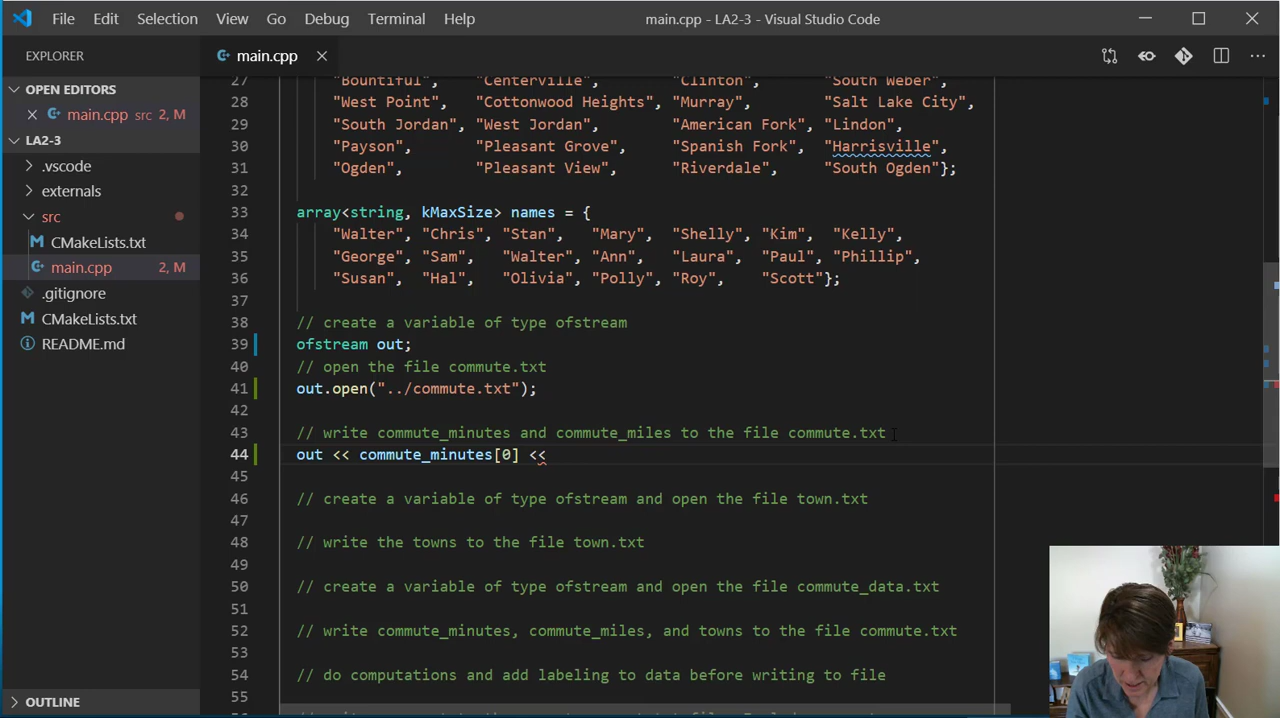 File Edit Selection View Go Debug Terminal Help main.cpp - LA2-3 - Visual Studio Code
EXPLORER
main.cpp
OPEN EDITORS
main.cpp src 2, M
LA2-3
.vscode
externals
src
CMakeLists.txt
main.cpp 2, M
.gitignore
CMakeLists.txt
README.md
OUTLINE
27 "Bountiful", "Centerville", "Clinton", "South Weber",
28 "West Point", "Cottonwood Heights", "Murray", "Salt Lake City",
29 "South Jordan", "West Jordan", "American Fork", "Lindon",
30 "Payson", "Pleasant Grove", "Spanish Fork", "Harrisville",
31 "Ogden", "Pleasant View", "Riverdale", "South Ogden"};
32
33 array<string, kMaxSize> names = {
34 "Walter", "Chris", "Stan", "Mary", "Shelly", "Kim", "Kelly",
35 "George", "Sam", "Walter", "Ann", "Laura", "Paul", "Phillip",
36 "Susan", "Hal", "Olivia", "Polly", "Roy", "Scott"};
37
38 // create a variable of type ofstream
39 ofstream out;
40 // open the file commute.txt
41 out.open("../commute.txt");
42
43 // write commute_minutes and commute_miles to the file commute.txt
44 out << commute_minutes[0] <<
45
46 // create a variable of type ofstream and open the file town.txt
47
48 // write the towns to the file town.txt
49
50 // create a variable of type ofstream and open the file commute_data.txt
51
52 // write commute_minutes, commute_miles, and towns to the file commute.txt
53
54 // do computations and add labeling to data before writing to file
55